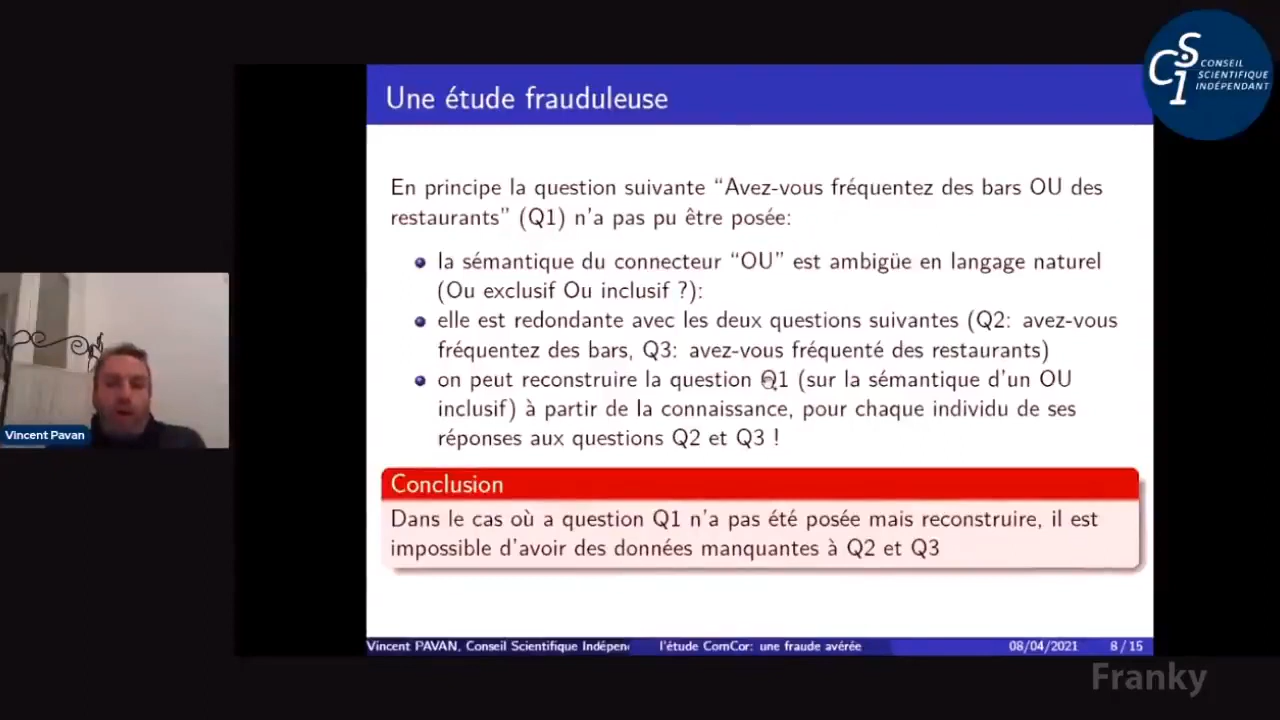 CSI CONSEIL
SCIENTIFIQUE
INDÉPENDANT
Une étude frauduleuse
En principe la question suivante “Avez-vous fréquentez des bars OU des
restaurants” (Q1) n'a pas pu être posée:
la sémantique du connecteur “OU” est ambigüe en langage naturel
(Ou exclusif Ou inclusif ?):
elle est redondante avec les deux questions suivantes (Q2: avez-vous
fréquentez des bars, Q3: avez-vous fréquenté des restaurants)
on peut reconstruire la question Q1 (sur la sémantique d'un OU
inclusif) à partir de la connaissance, pour chaque individu de ses
réponses aux questions Q2 et Q3 !
Vincent Pavan
Conclusion
Dans le cas où a question Q1 n'a pas été posée mais reconstruire, il est
impossible d'avoir des données manquantes à Q2 et Q3
Vincent PAVAN, Conseil Scientifique Indépen l'étude ComCor: une fraude avérée 08/04/2021 8 / 15
Franky